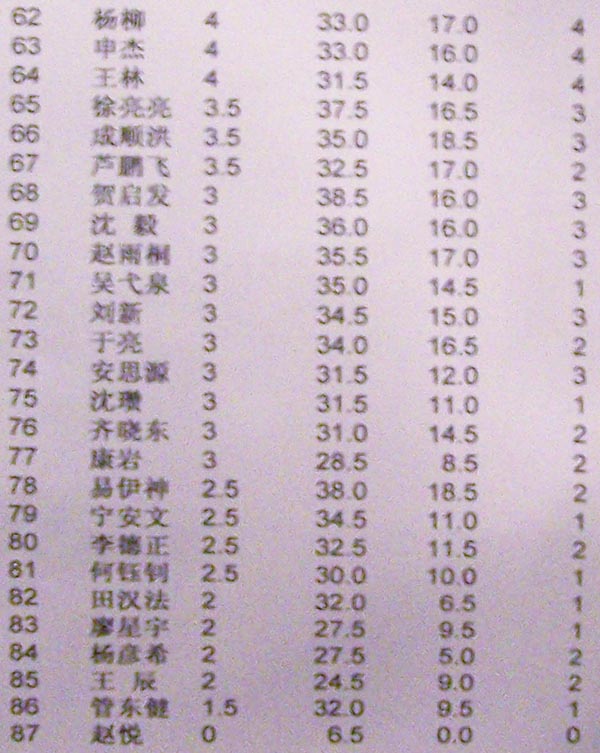 62 杨柳 4 33.0 17.0 4
63 申杰 4 33.0 16.0 4
64 王林 4 31.5 14.0 4
65 徐亮亮 3.5 37.5 16.5 3
66 成顺洪 3.5 35.0 18.5 3
67 芦鹏飞 3.5 32.5 17.0 2
68 贺启发 3 38.5 16.0 3
69 沈 毅 3 36.0 16.0 3
70 赵雨桐 3 35.5 17.0 3
71 吴弋泉 3 35.0 14.5 1
72 刘新 3 34.5 15.0 3
73 于亮 3 34.0 16.5 2
74 安思源 3 31.5 12.0 3
75 沈瓒 3 31.5 11.0 1
76 齐晓东 3 31.0 14.5 2
77 康岩 3 28.5 8.5 2
78 易伊神 2.5 38.0 18.5 2
79 宁安文 2.5 34.5 11.0 1
80 李德正 2.5 32.5 11.5 2
81 何钰钊 2.5 30.0 10.0 1
82 田汉法 2 32.0 6.5 1
83 廖星宇 2 27.5 9.5 1
84 杨彦希 2 27.5 5.0 2
85 王 辰 2 24.5 9.0 2
86 管东健 1.5 32.0 9.5 1
87 赵悦 0 6.5 0.0 0